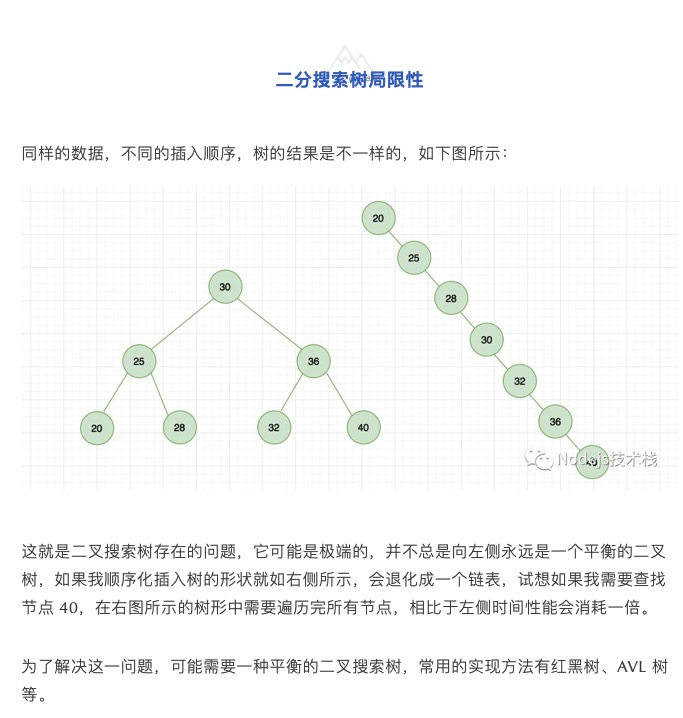 二分搜索树局限性
同样的数据，不同的插入顺序，树的结果是不一样的，如下图所示：
20
25
28
30
30
25
36
32
20
28
32
40
36
40
Nodejs技术栈
这就是二叉搜索树存在的问题，它可能是极端的，并不总是向左侧永远是一个平衡的二叉
树，如果我顺序化插入树的形状就如右侧所示，会退化成一个链表，试想如果我需要查找
节点 40，在右图所示的树形中需要遍历完所有节点，相比于左侧时间性能会消耗一倍。
为了解决这一问题，可能需要一种平衡的二叉搜索树，常用的实现方法有红黑树、AVL 树
等。